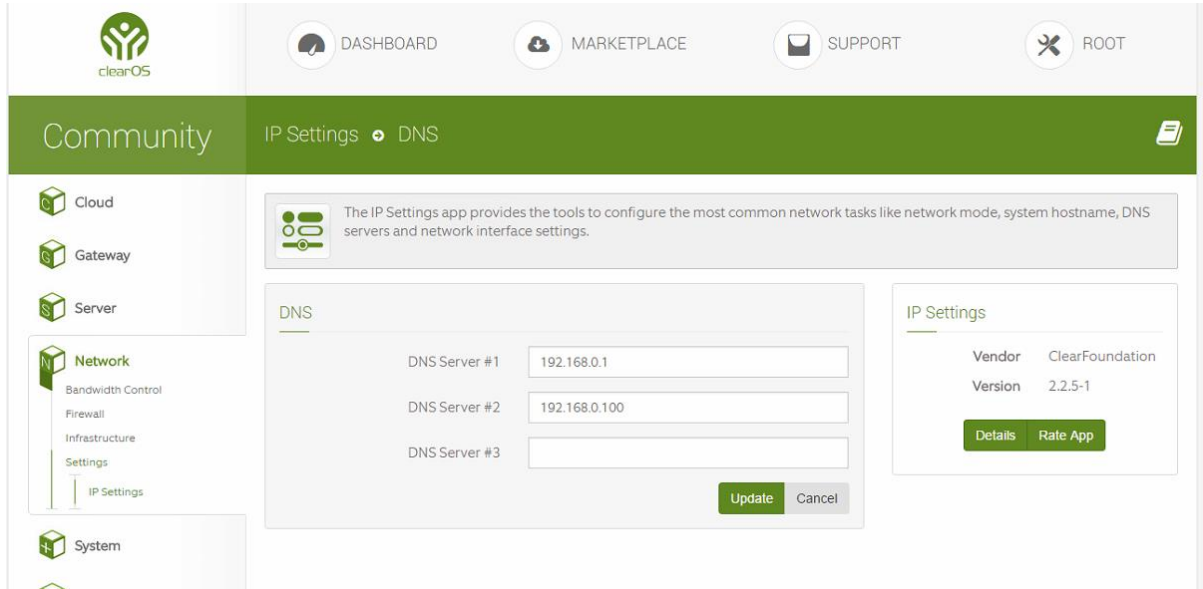 clearOS
DASHBOARD
MARKETPLACE
SUPPORT
ROOT
Community
IP Settings DNS
Cloud
Gateway
Server
Network
Bandwidth Control
Firewall
Infrastructure
Settings
IP Settings
System
The IP Settings app provides the tools to configure the most common network tasks like network mode, system hostname, DNS
servers and network interface settings.
DNS
DNS Server #1 192.168.0.1
DNS Server #2 192.168.0.100
DNS Server #3
Update Cancel
IP Settings
Vendor ClearFoundation
Version 2.2.5-1
Details Rate App